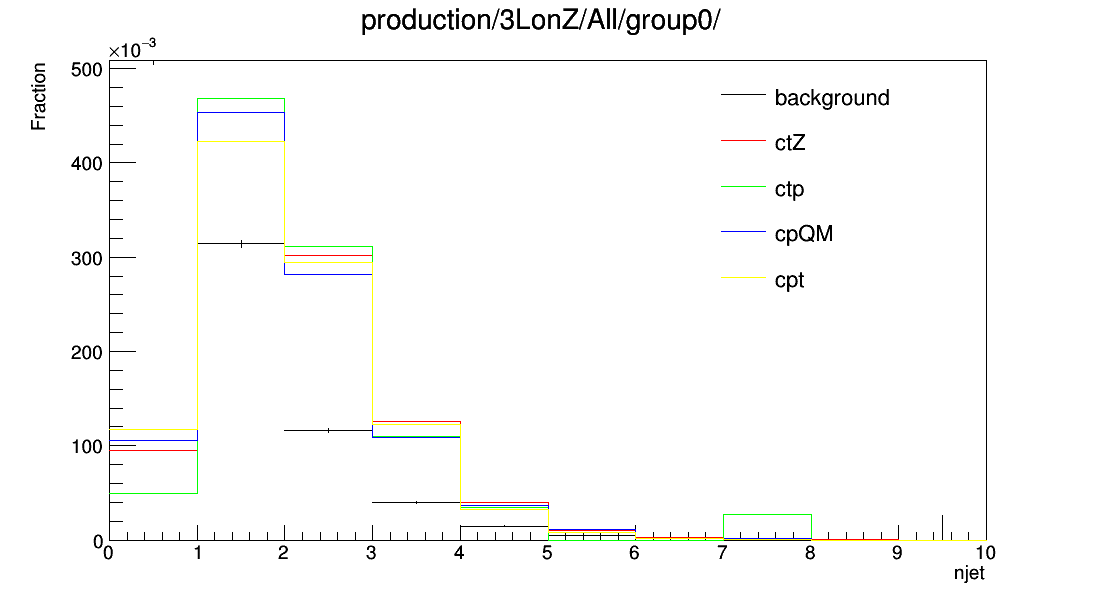 production/3LonZ/All/group0/
×10⁻³
Fraction
500
400
300
200
100
0
background
ctZ
ctp
cpQM
cpt
0 1 2 3 4 5 6 7 8 9 10
njet